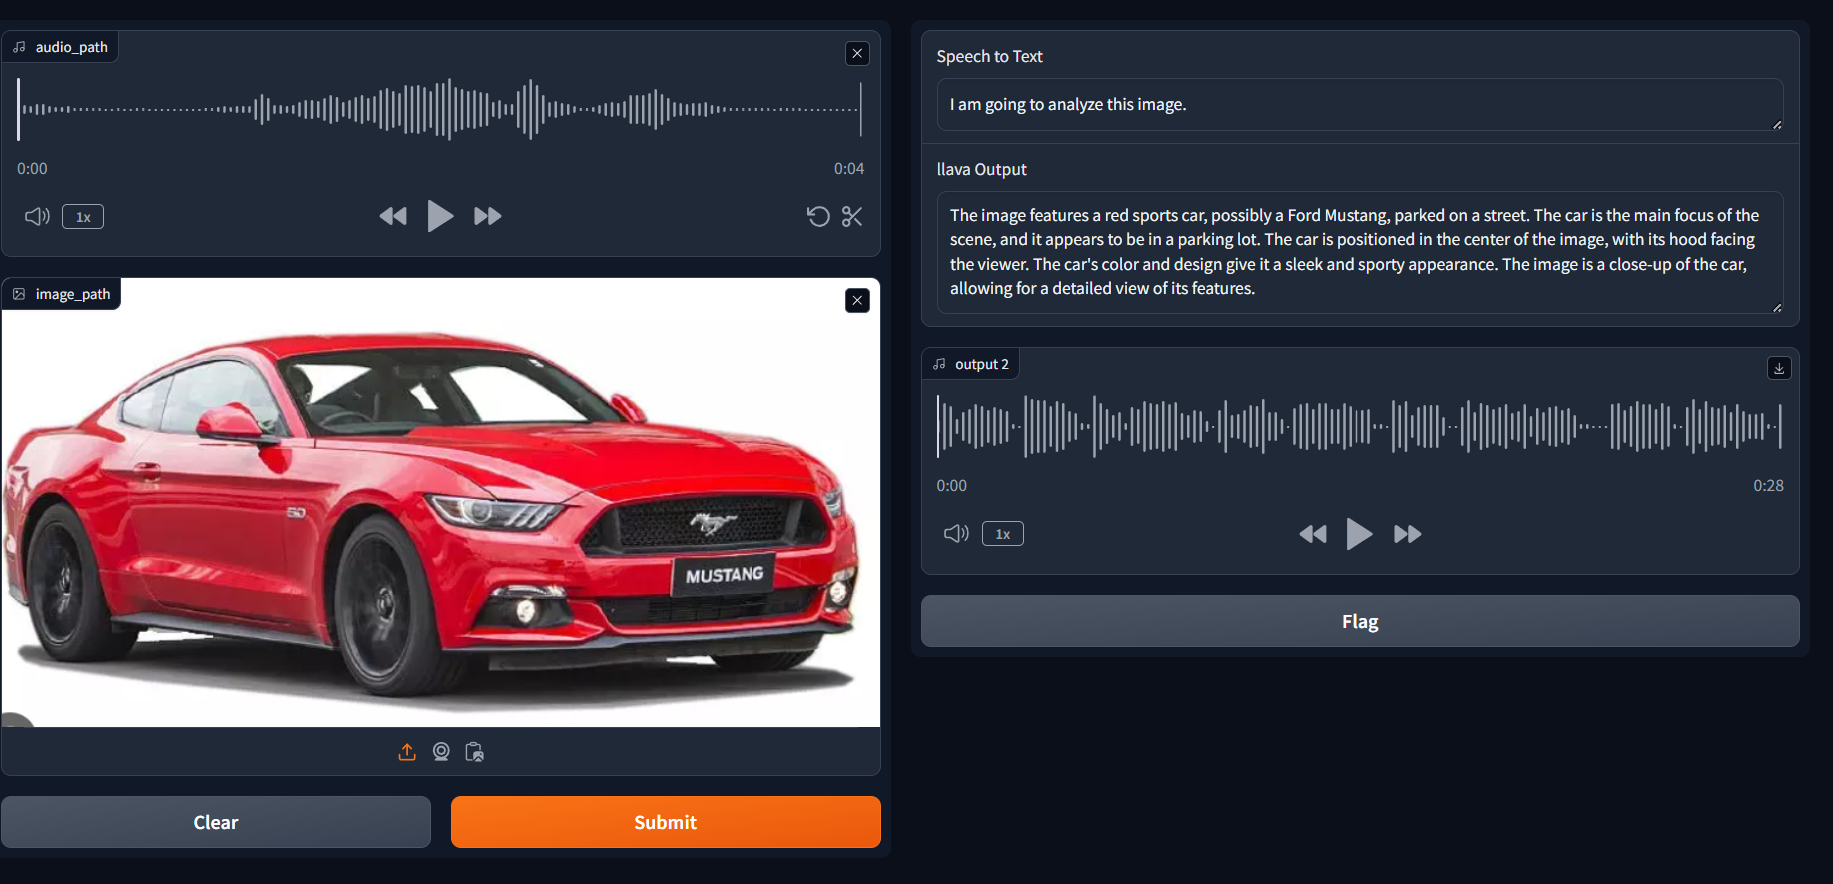 audio_path
0:00
0:04
1x
image_path
5.0
MUSTANG
Clear
Submit
Speech to Text
I am going to analyze this image.
llava Output
The image features a red sports car, possibly a Ford Mustang, parked on a street. The car is the main focus of the
scene, and it appears to be in a parking lot. The car is positioned in the center of the image, with its hood facing
the viewer. The car's color and design give it a sleek and sporty appearance. The image is a close-up of the car,
allowing for a detailed view of its features.
output 2
0:00
0:28
1x
Flag